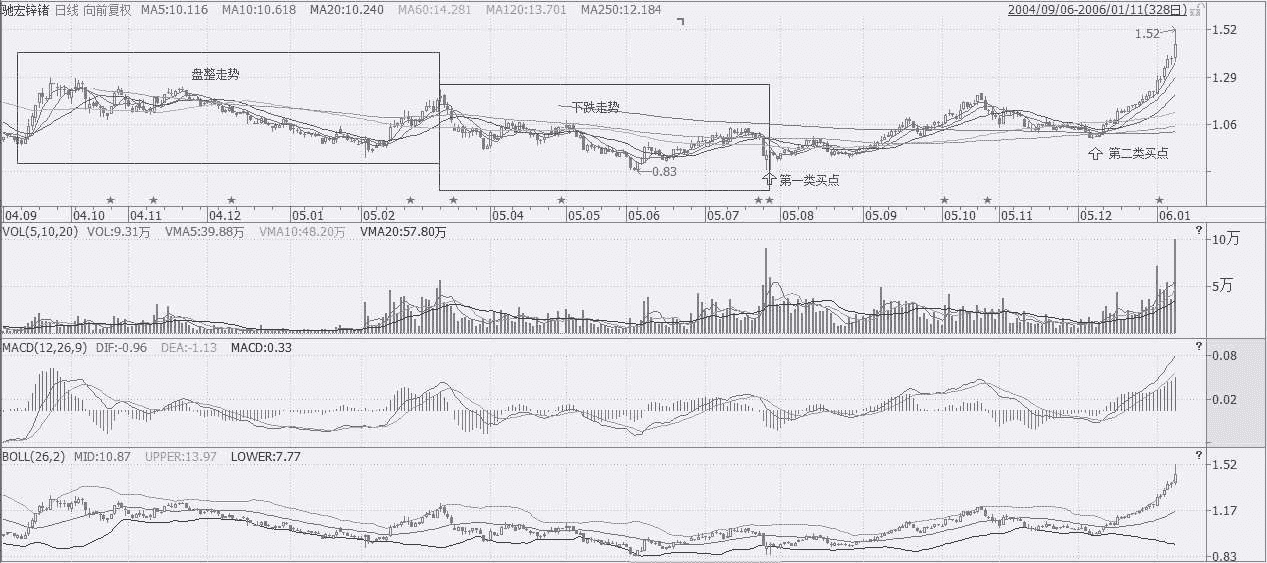 驰宏锌锗 日线 向前复权 MA5:10.116 MA10:10.618 MA20:10.240 MA60:14.281 MA120:13.701 MA250:12.184 2004/09/06-2006/01/11(328日)
1.52 1.52
盘整走势 1.29
下跌走势
1.06
第二类买点
0.83 第一类买点
04.09 04.10 04.11 04.12 05.01 05.02 05.04 05.05 05.06 05.07 05.08 05.09 05.10 05.11 05.12 06.01
VOL(5,10,20) VOL:9.31万 VMA5:39.88万 VMA10:48.20万 VMA20:57.80万 ?
10万
5万
MACD(12,26,9) DIF:-0.96 DEA:-1.13 MACD:0.33 ?
0.08
0.02
BOLL(26,2) MID:10.87 UPPER:13.97 LOWER:7.77 ?
1.52
1.17
0.83